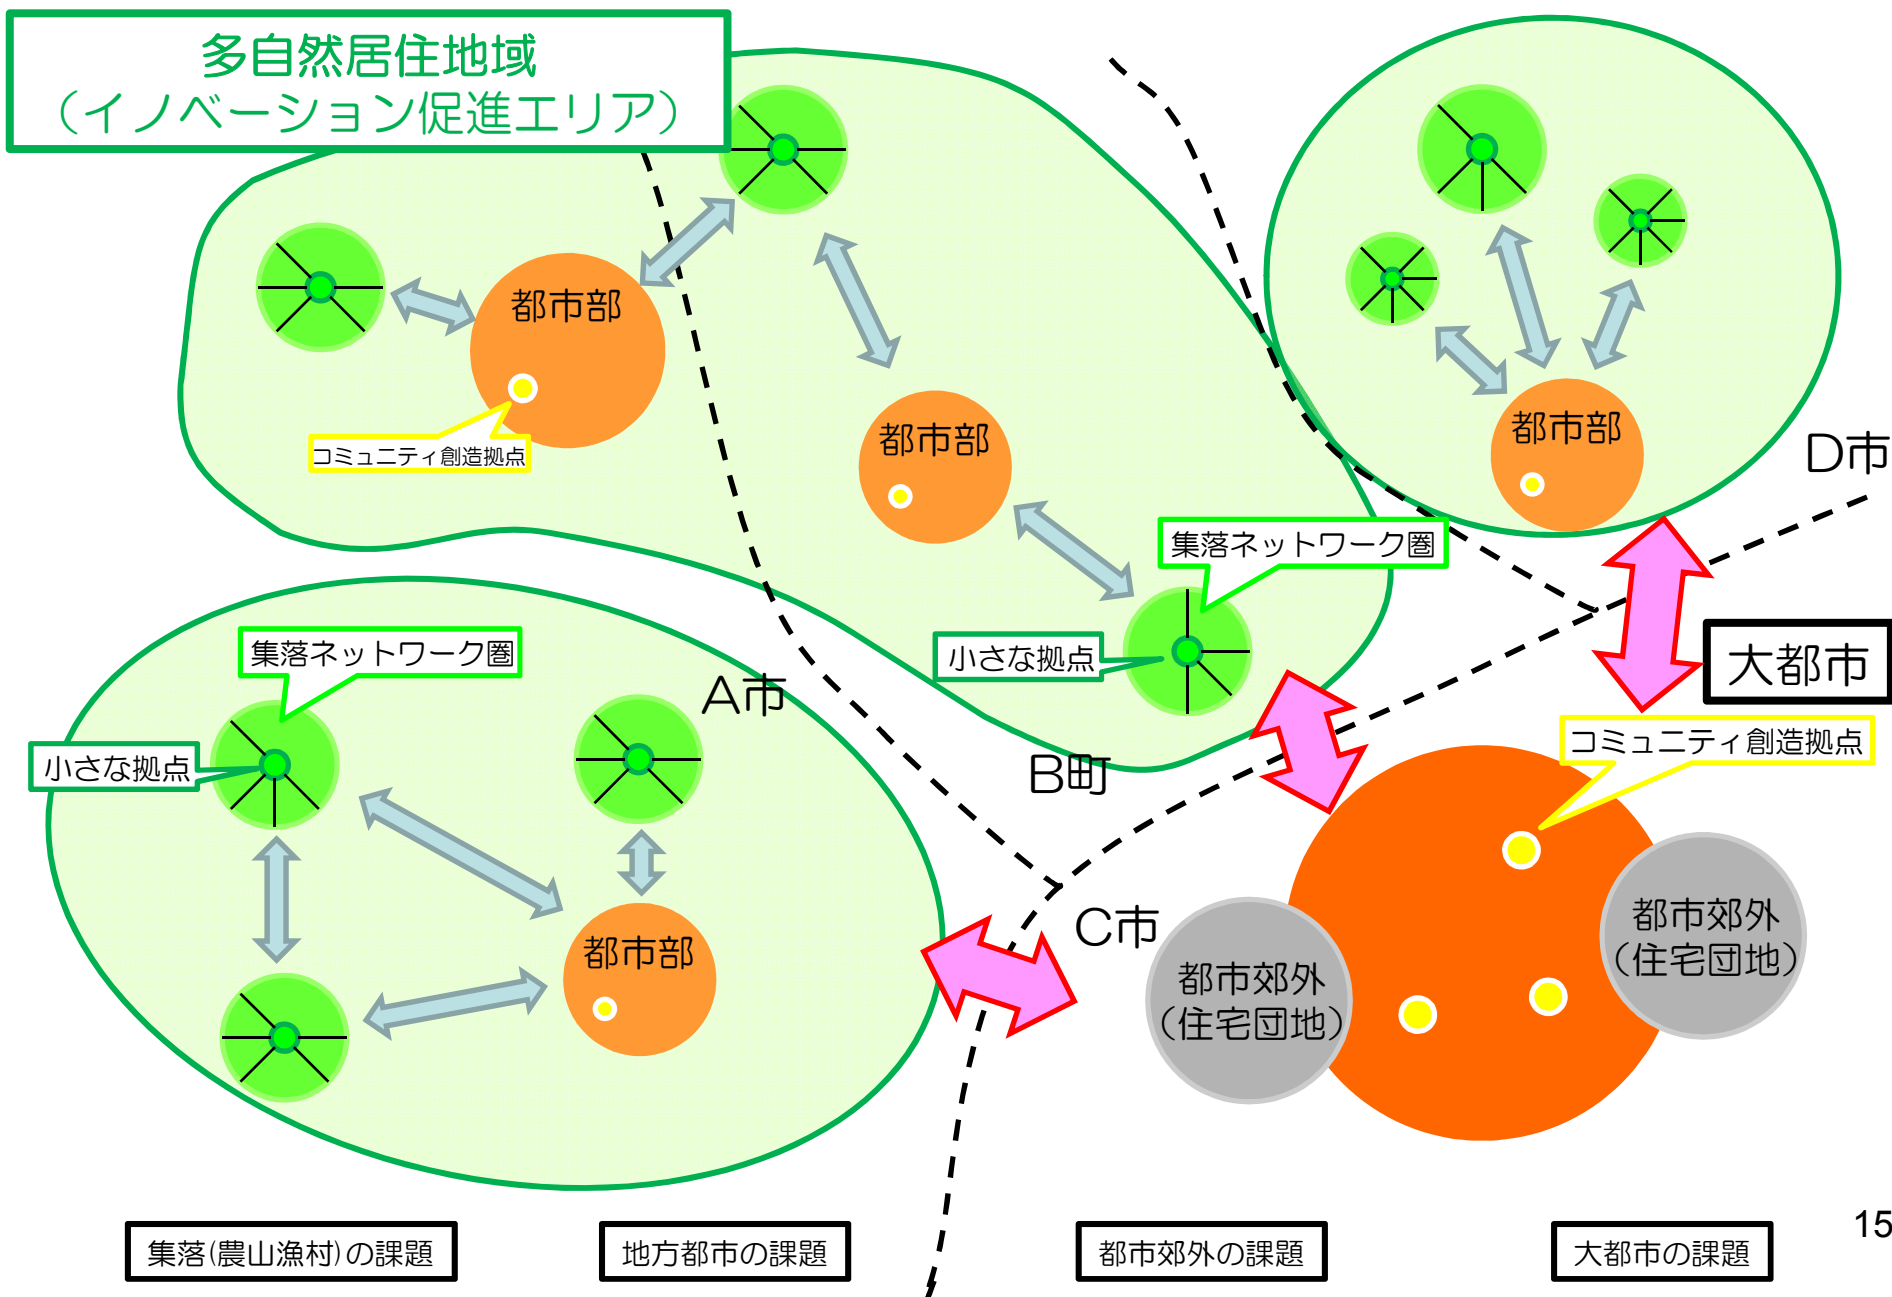 多自然居住地域
（イノベーション促進エリア）
都市部
コミュニティ創造拠点
都市部
都市部
D市
集落ネットワーク圏
小さな拠点
大都市
集落ネットワーク圏
A市
小さな拠点
B町
コミュニティ創造拠点
都市部
C市
都市郊外
（住宅団地）
都市郊外
（住宅団地）
集落(農山漁村)の課題
地方都市の課題
都市郊外の課題
大都市の課題
15